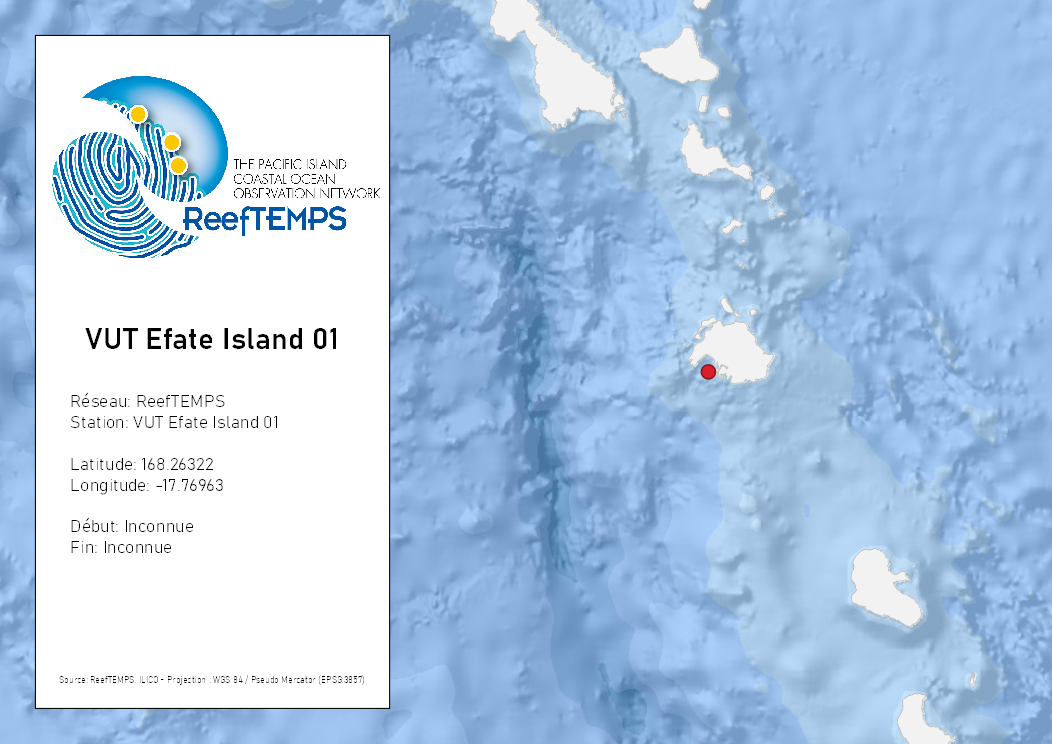 THE PACIFIC ISLAND
COASTAL OCEAN
OBSERVATION NETWORK
ReefTEMPS
VUT Efate Island 01
Réseau: ReefTEMPS
Station: VUT Efate Island 01
Latitude: 168.26322
Longitude: -17.76963
Début: Inconnue
Fin: Inconnue
Source: ReefTEMPS, ILICO - Projection : WGS 84 / Pseudo Mercator (EPSG:3857)